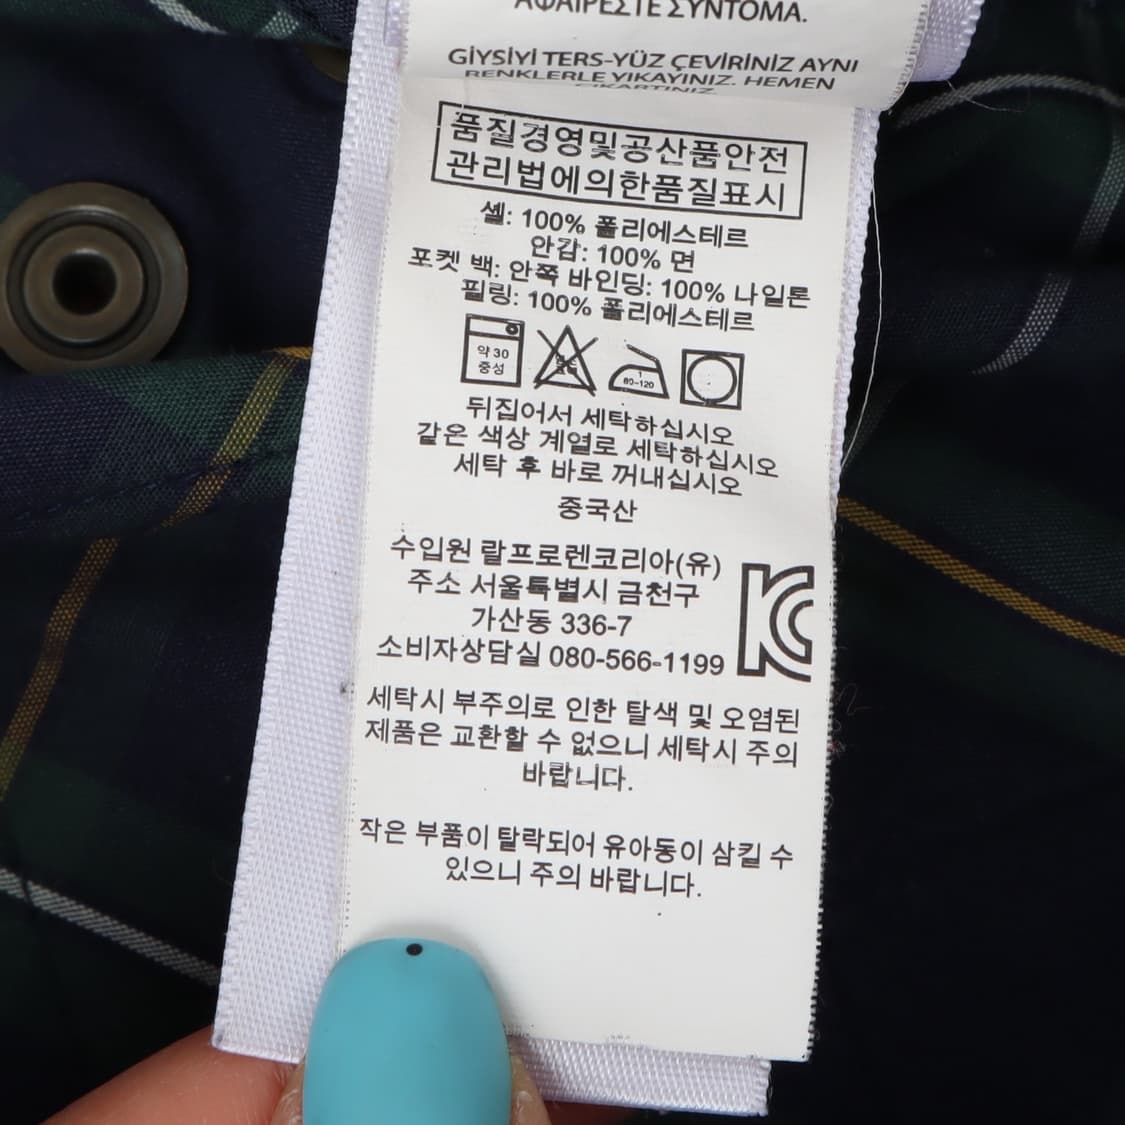 ΑΦΑΙΡΕΣΤΕ ΣΥΝΤΟΜΑ.
GİYSİYİ TERS-YÜZ ÇEVİRİNİZ AYNI
RENKLERLE YIKAYINIZ. HEMEN
ÇIKARTINIZ.
품질경영및공산품안전
관리법에의한품질표시
쉘: 100% 폴리에스테르
안감: 100% 면
포켓 백: 안쪽 바인딩: 100% 나일론
필링: 100% 폴리에스테르
약 30
중성
1
80~120
뒤집어서 세탁하십시오
같은 색상 계열로 세탁하십시오
세탁 후 바로 꺼내십시오
중국산
수입원 랄프로렌코리아(유)
주소 서울특별시 금천구
가산동 336-7
소비자상담실 080-566-1199
세탁시 부주의로 인한 탈색 및 오염된
제품은 교환할 수 없으니 세탁시 주의
바랍니다.
작은 부품이 탈락되어 유아동이 삼킬 수
있으니 주의 바랍니다.